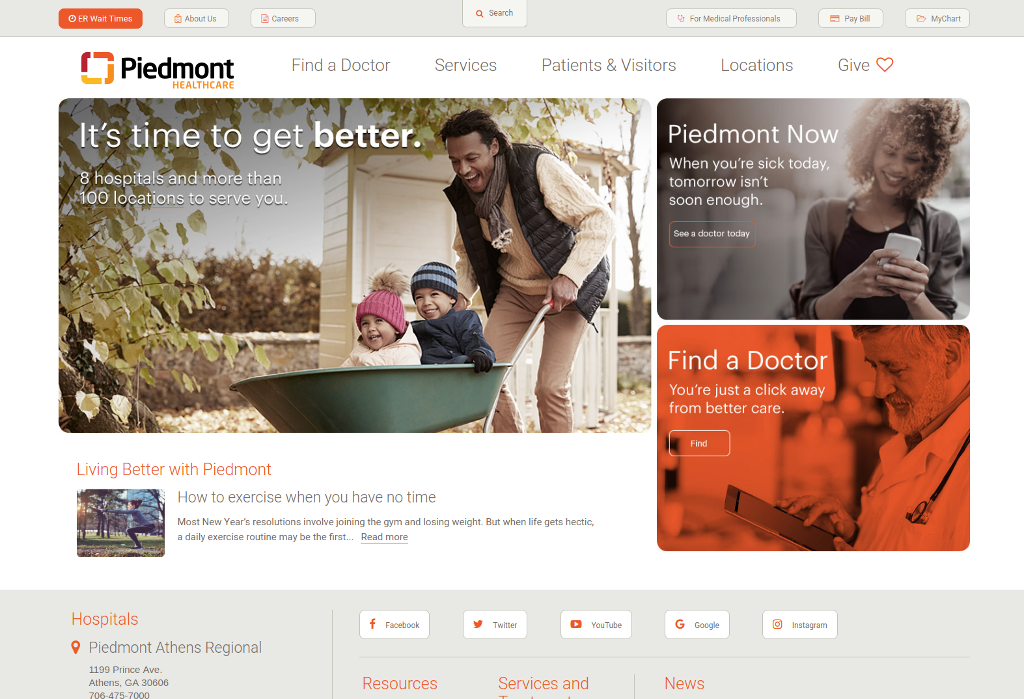 ER Wait Times
About Us
Careers
Search
For Medical Professionals
Pay Bill
MyChart
Piedmont
HEALTHCARE
Find a Doctor
Services
Patients & Visitors
Locations
Give
It's time to get better.
8 hospitals and more than
100 locations to serve you.
Piedmont Now
When you're sick today,
tomorrow isn't
soon enough.
See a doctor today
Find a Doctor
You're just a click away
from better care.
Find
Living Better with Piedmont
How to exercise when you have no time
Most New Year's resolutions involve joining the gym and losing weight. But when life gets hectic,
a daily exercise routine may be the first... Read more
Hospitals
Piedmont Athens Regional
1199 Prince Ave.
Athens, GA 30606
706-475-7000
Facebook
Twitter
YouTube
Google
Instagram
Resources
Services and
News